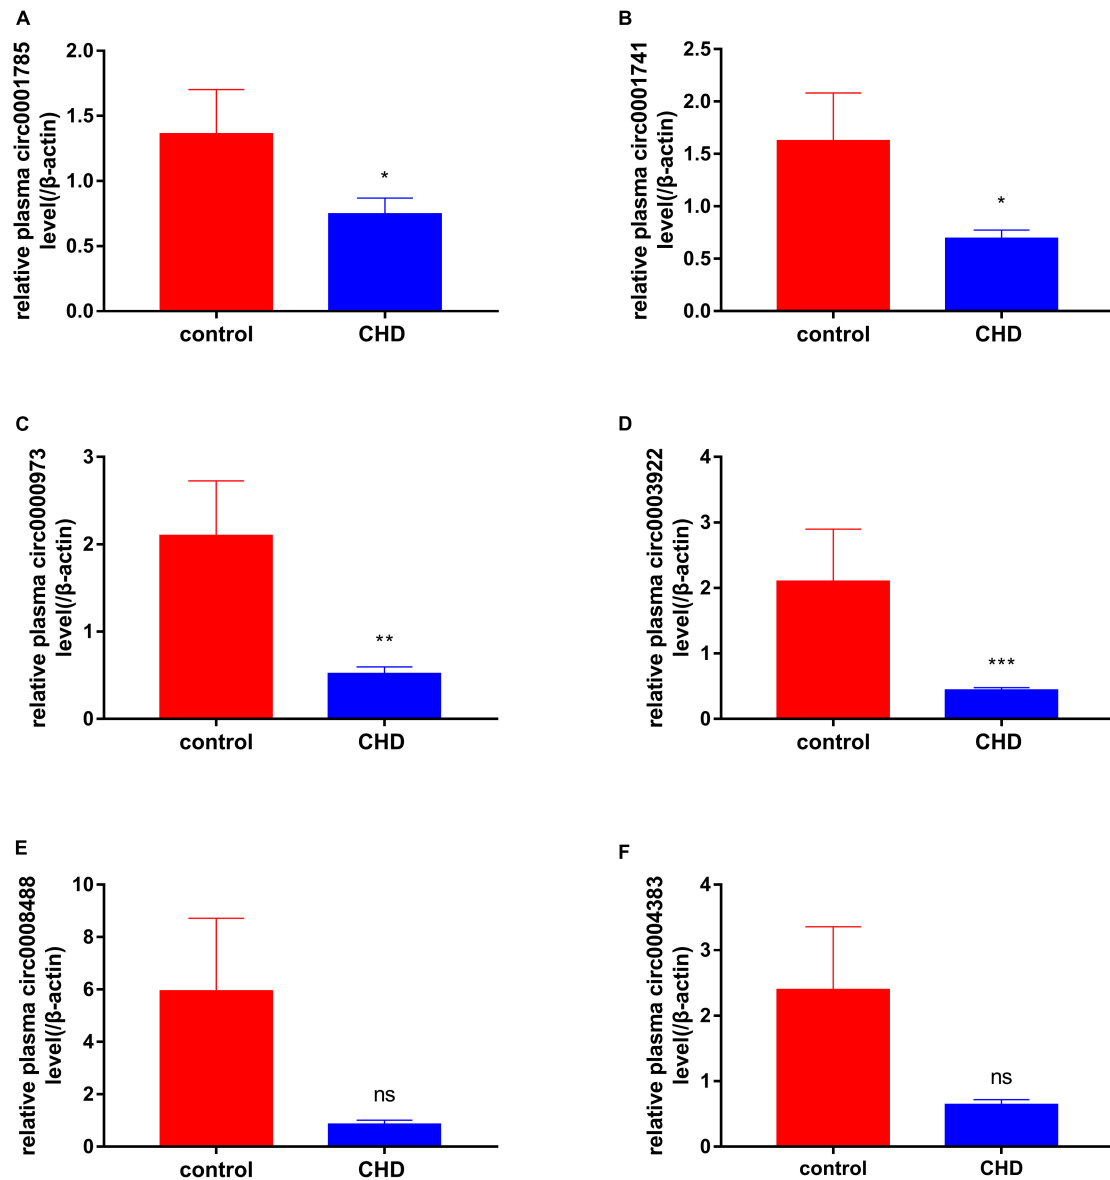 A
relative plasma circ0001785
level(/β-actin)
2.0
1.5
1.0
0.5
0.0
*
control
CHD
B
relative plasma circ0001741
level(/β-actin)
2.5
2.0
1.5
1.0
0.5
0.0
*
control
CHD
C
relative plasma circ0000973
level(/β-actin)
3
2
1
0
**
control
CHD
D
relative plasma circ0003922
level(/β-actin)
4
3
2
1
0
***
control
CHD
E
relative plasma circ0008488
level(/β-actin)
10
8
6
4
2
0
ns
control
CHD
F
relative plasma circ0004383
level(/β-actin)
4
3
2
1
0
ns
control
CHD